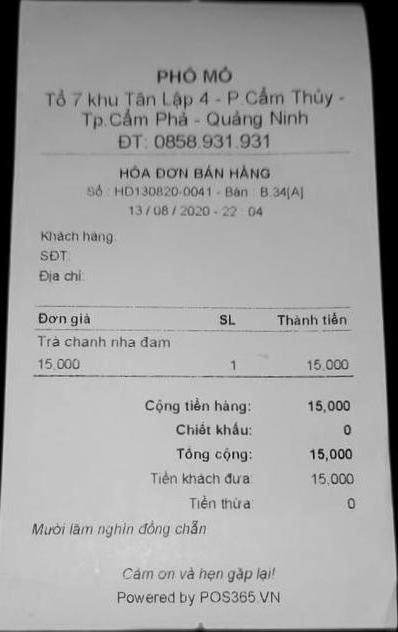 PHỐ MỎ
Tổ 7 khu Tân Lập 4 - P.Cẩm Thủy -
Tp.Cẩm Phả - Quảng Ninh
ĐT: 0858.931.931
HÓA ĐƠN BÁN HÀNG
Số : HD130820-0041 - Bàn : B.34[A]
13 / 08 / 2020 - 22 : 04
Khách hàng:
SĐT:
Địa chỉ:
Đơn giá SL Thành tiền
Trà chanh nha đam
15,000 1 15,000
Cộng tiền hàng: 15,000
Chiết khấu: 0
Tổng cộng: 15,000
Tiền khách đưa: 15,000
Tiền thừa: 0
Mười lăm nghìn đồng chẵn
Cảm ơn và hẹn gặp lại!
Powered by POS365.VN